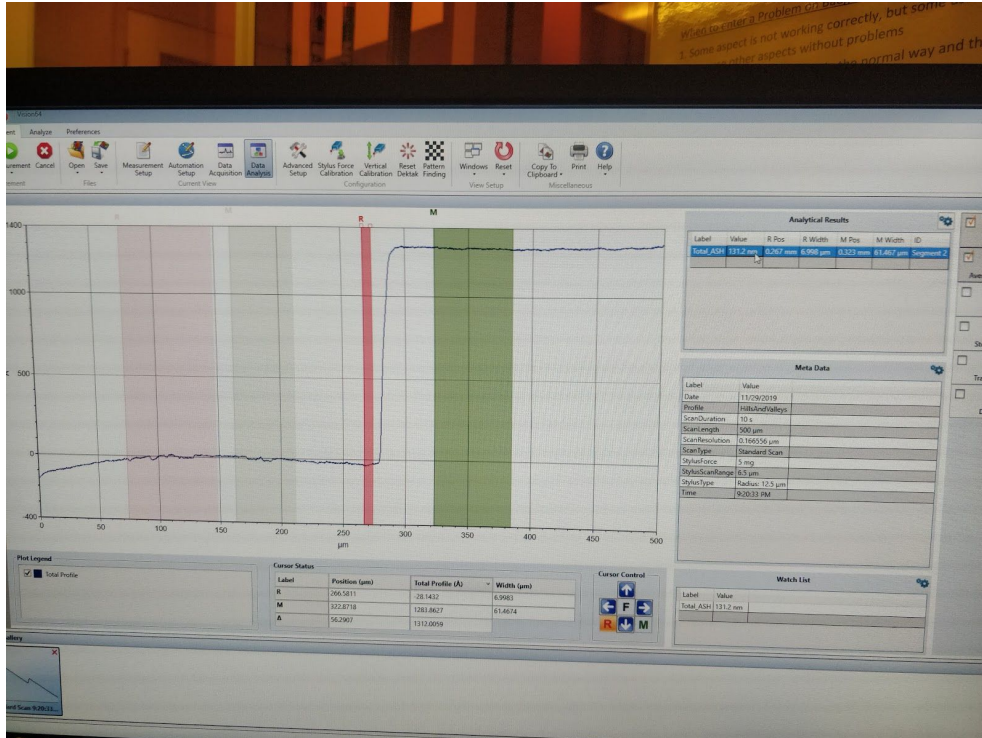 When to Enter a Problem on
1. Some aspect is not working correctly, but some
other aspects without problems
normal way and th
Vision64
Analyze Preferences
Cancel
Open
Save
Measurement Setup
Automation Setup
Data Acquisition
Data Analysis
Advanced Setup
Stylus Force Calibration
Vertical Calibration
Reset Dektak
Pattern Finding
Windows
Reset
Copy To Clipboard
Print
Help
Files
Current View
Configuration
View Setup
Miscellaneous
R
M
M
1400
1000
500
0
-400
0 50 100 150 200 250 300 350 400 450 500
µm
Analytical Results
Label Value R Pos R Width M Pos M Width ID
Total_ASH 131.2 nm 0.267 mm 6.998 µm 0.323 mm 61.467 µm Segment 2
Meta Data
Label Value
Date 11/29/2019
Profile HillsAndValleys
ScanDuration 10 s
ScanLength 500 µm
ScanResolution 0.166556 µm
ScanType Standard Scan
StylusForce 5 mg
StylusScanRange 6.5 µm
StylusType Radius: 12.5 µm
Time 9:20:33 PM
Plot Legend
Total Profile
Cursor Status
Label Position (µm) Total Profile (Å) Width (µm)
R 266.5811 -28.1432 6.9983
M 322.8718 1283.8627 61.4674
Δ 56.2907 1312.0059
Cursor Control
F
R M
Watch List
Label Value
Total_ASH 131.2 nm
Scan 9:20:33...